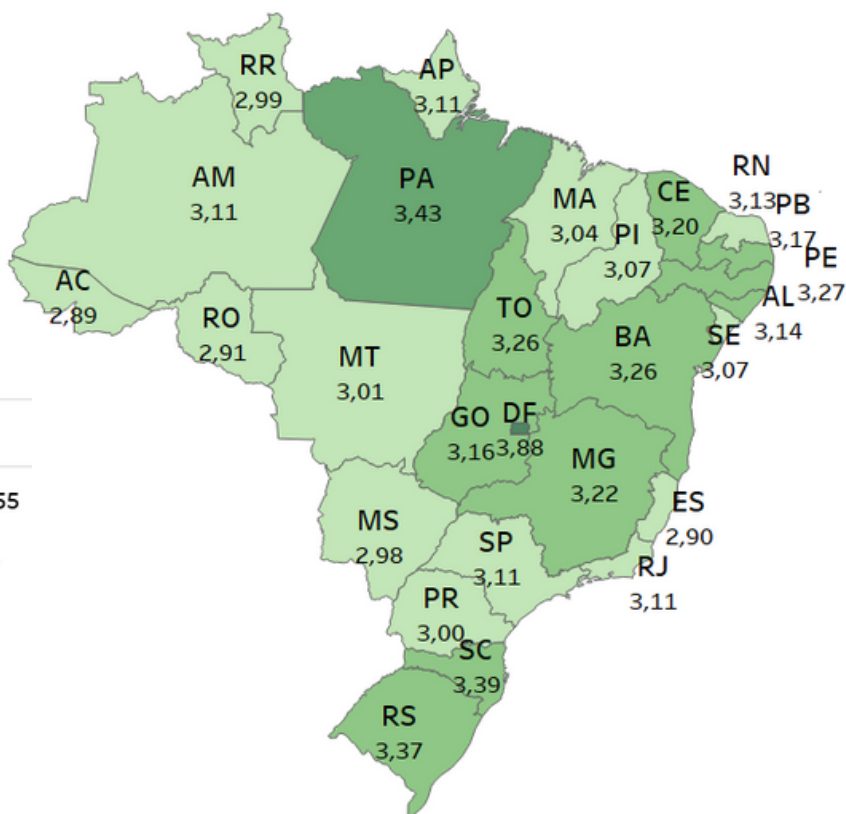 RR
2,99
AP
3,11
AM
3,11
PA
3,43
MA
3,04
PI
3,07
CE
3,20
RN
3,13
PB
3,17
PE
3,27
AL
3,14
SE
3,07
AC
2,89
RO
2,91
TO
3,26
BA
3,26
MT
3,01
GO
3,16
DF
3,88
MG
3,22
55
ES
2,90
MS
2,98
SP
3,11
RJ
3,11
PR
3,00
SC
3,39
RS
3,37